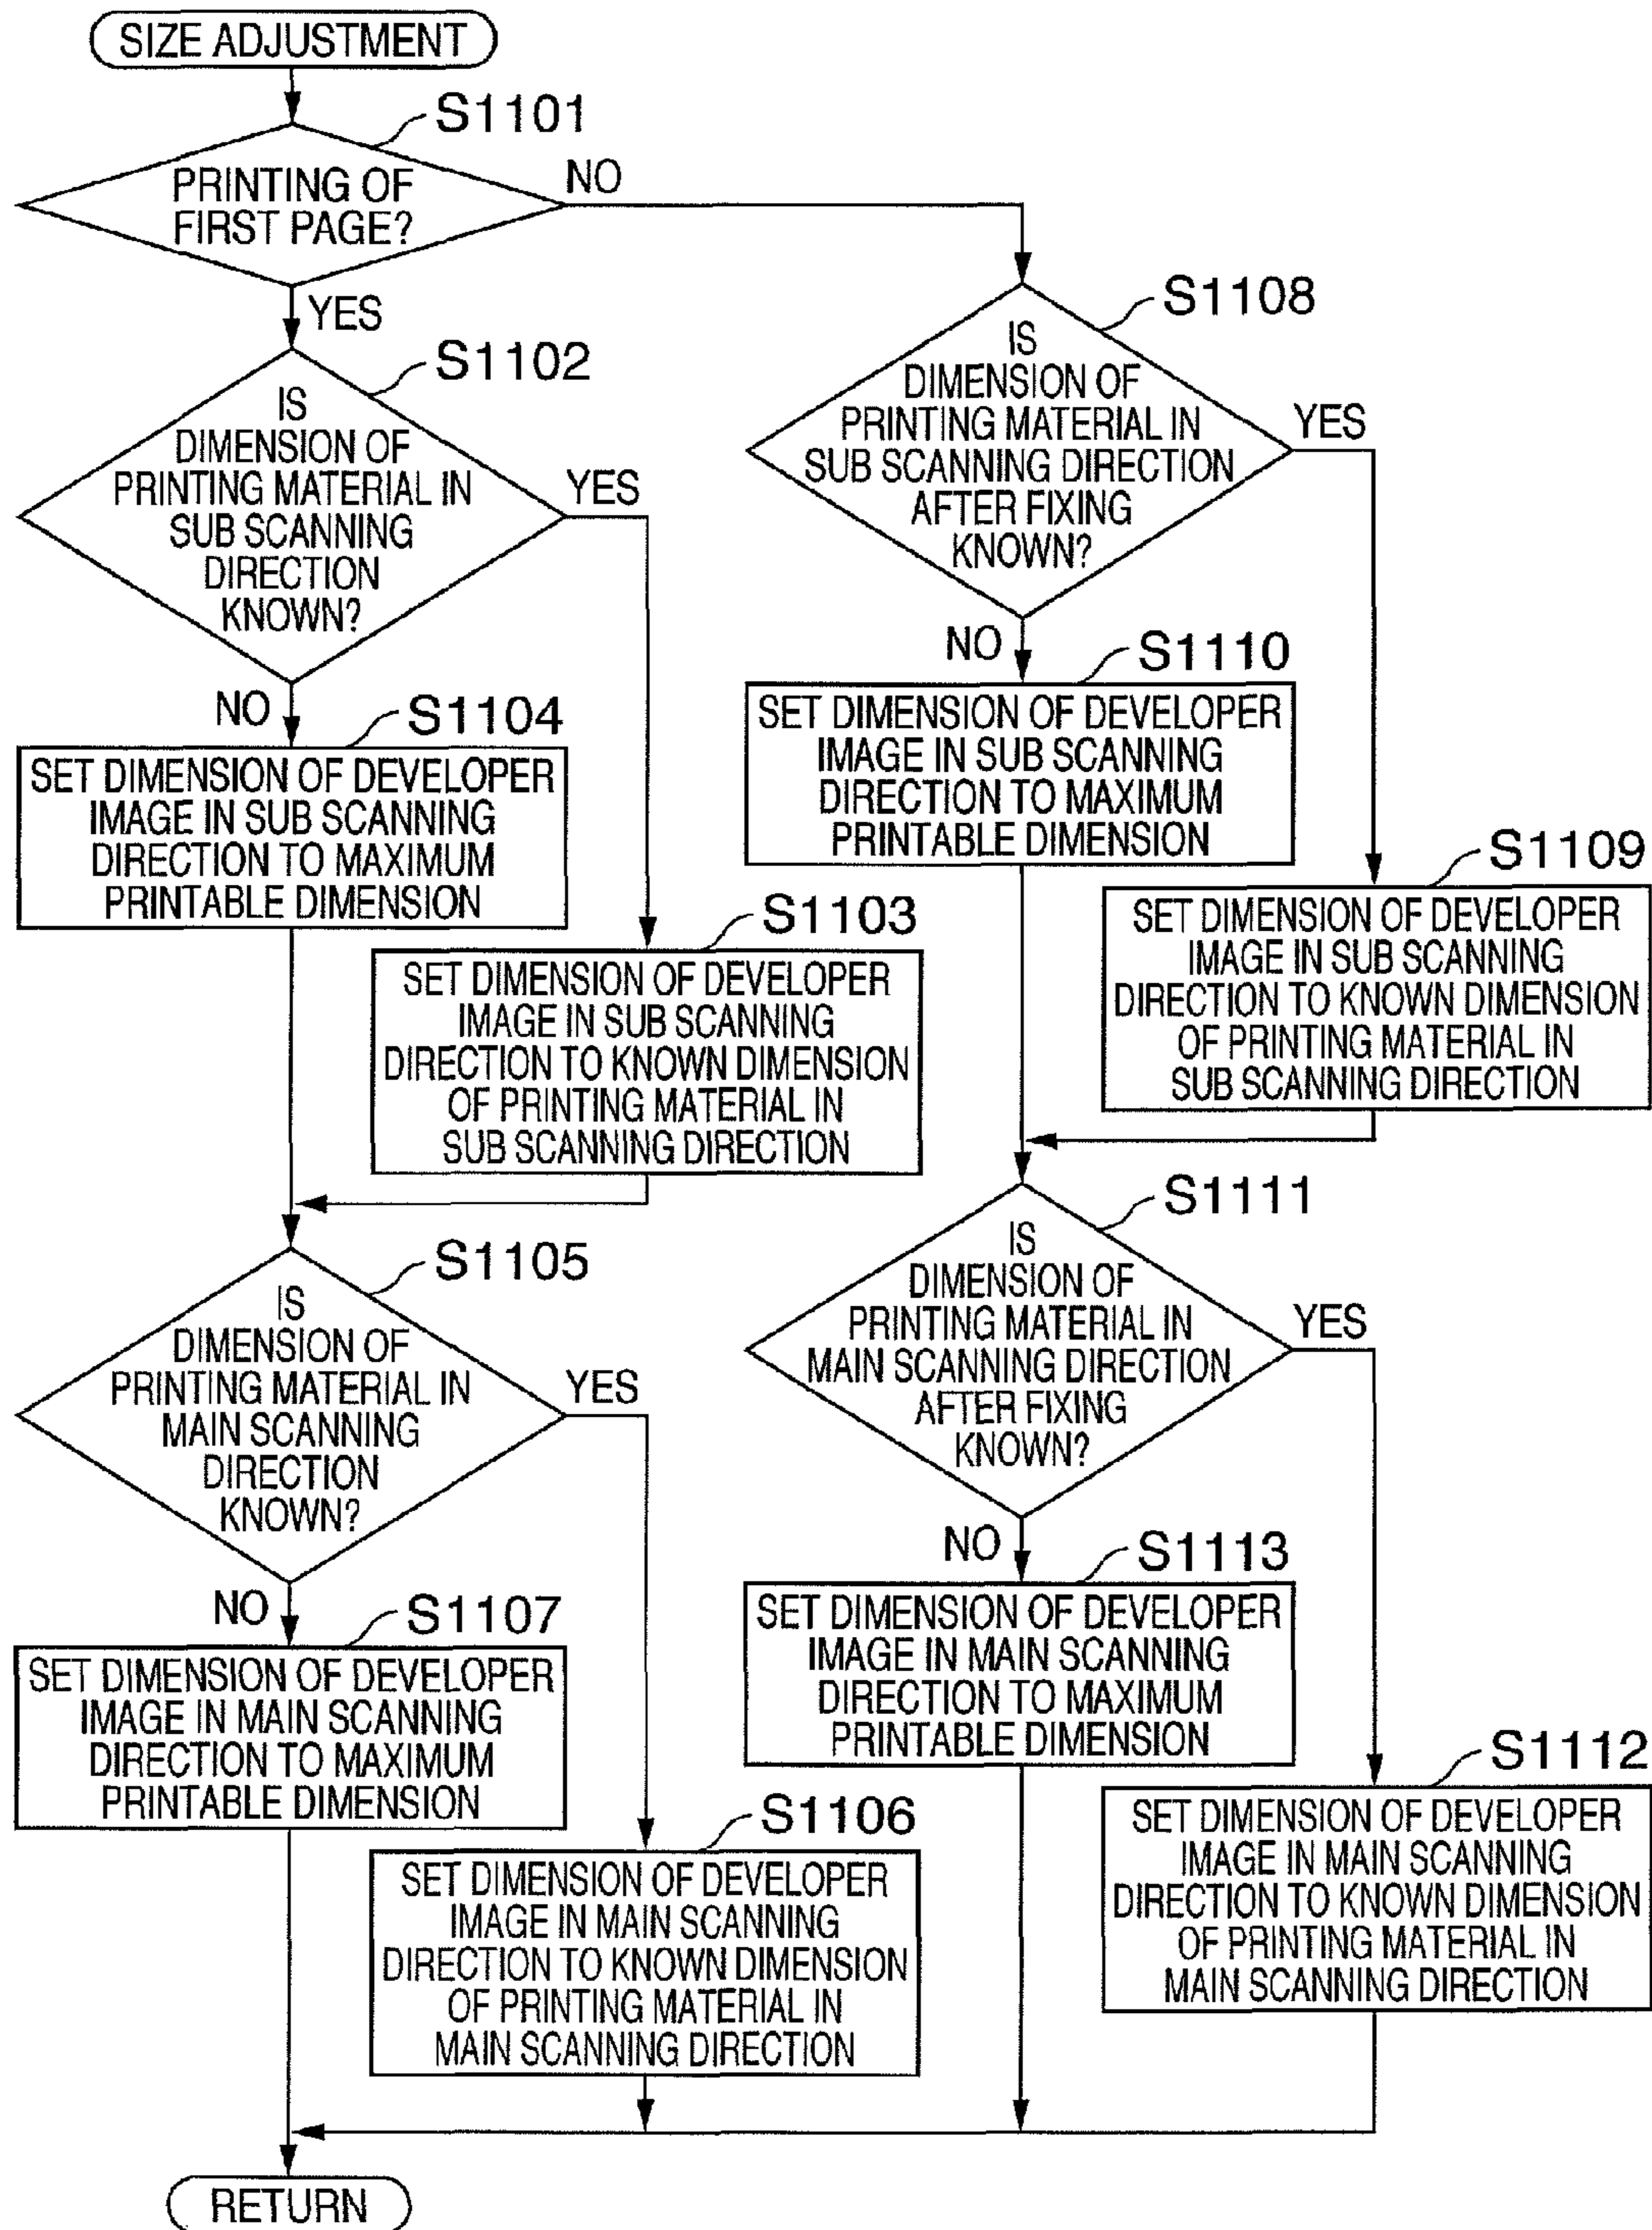 SIZE ADJUSTMENT
S1101
PRINTING OF
FIRST PAGE?
NO
YES
S1102
IS
DIMENSION OF
PRINTING MATERIAL IN
SUB SCANNING
DIRECTION
KNOWN?
YES
NO
S1104
SET DIMENSION OF DEVELOPER
IMAGE IN SUB SCANNING
DIRECTION TO MAXIMUM
PRINTABLE DIMENSION
S1103
SET DIMENSION OF DEVELOPER
IMAGE IN SUB SCANNING
DIRECTION TO KNOWN DIMENSION
OF PRINTING MATERIAL IN
SUB SCANNING DIRECTION
S1105
IS
DIMENSION OF
PRINTING MATERIAL IN
MAIN SCANNING
DIRECTION
KNOWN?
YES
NO
S1107
SET DIMENSION OF DEVELOPER
IMAGE IN MAIN SCANNING
DIRECTION TO MAXIMUM
PRINTABLE DIMENSION
S1106
SET DIMENSION OF DEVELOPER
IMAGE IN MAIN SCANNING
DIRECTION TO KNOWN DIMENSION
OF PRINTING MATERIAL IN
MAIN SCANNING DIRECTION
S1108
IS
DIMENSION OF
PRINTING MATERIAL IN
SUB SCANNING DIRECTION
AFTER FIXING
KNOWN?
YES
NO
S1110
SET DIMENSION OF DEVELOPER
IMAGE IN SUB SCANNING
DIRECTION TO MAXIMUM
PRINTABLE DIMENSION
S1109
SET DIMENSION OF DEVELOPER
IMAGE IN SUB SCANNING
DIRECTION TO KNOWN DIMENSION
OF PRINTING MATERIAL IN
SUB SCANNING DIRECTION
S1111
IS
DIMENSION OF
PRINTING MATERIAL IN
MAIN SCANNING DIRECTION
AFTER FIXING
KNOWN?
YES
NO
S1113
SET DIMENSION OF DEVELOPER
IMAGE IN MAIN SCANNING
DIRECTION TO MAXIMUM
PRINTABLE DIMENSION
S1112
SET DIMENSION OF DEVELOPER
IMAGE IN MAIN SCANNING
DIRECTION TO KNOWN DIMENSION
OF PRINTING MATERIAL IN
MAIN SCANNING DIRECTION
RETURN